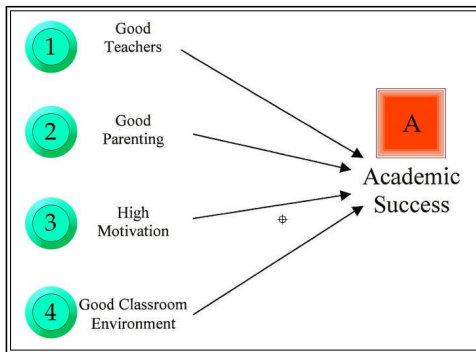 1
Good
Teachers
2
Good
Parenting
3
High
Motivation
4
Good Classroom
Environment
A
Academic
Success